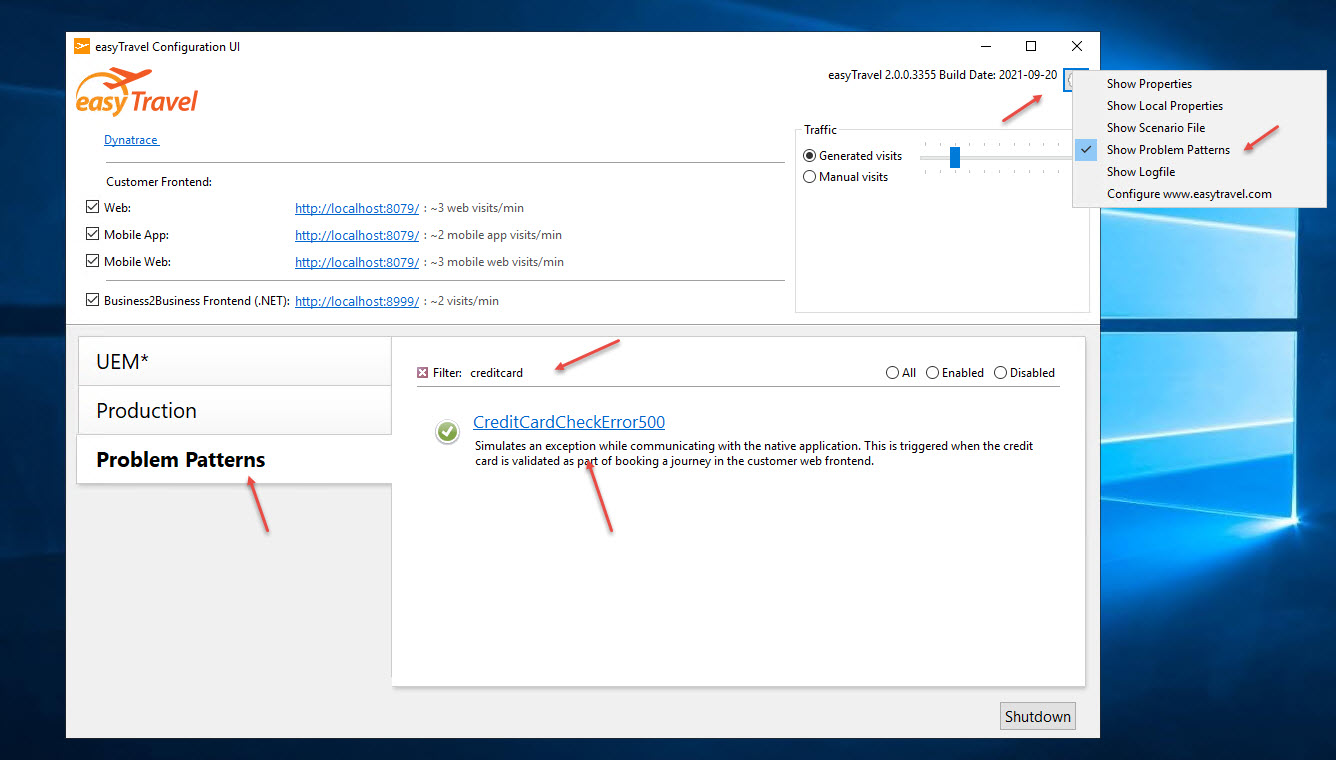 easyTravel Configuration UI
easyTravel 2.0.0.3355 Build Date: 2021-09-20
easyTravel
Show Properties
Show Local Properties
Show Scenario File
Show Problem Patterns
Show Logfile
Configure www.easytravel.com
Dynatrace
Traffic
Generated visits
Manual visits
Customer Frontend:
Web: http://localhost:8079/ : ~3 web visits/min
Mobile App: http://localhost:8079/ : ~2 mobile app visits/min
Mobile Web: http://localhost:8079/ : ~3 mobile web visits/min
Business2Business Frontend (.NET): http://localhost:8999/ : ~2 visits/min
UEM*
Production
Problem Patterns
Filter: creditcard All Enabled Disabled
CreditCardCheckError500
Simulates an exception while communicating with the native application. This is triggered when the credit
card is validated as part of booking a journey in the customer web frontend.
Shutdown